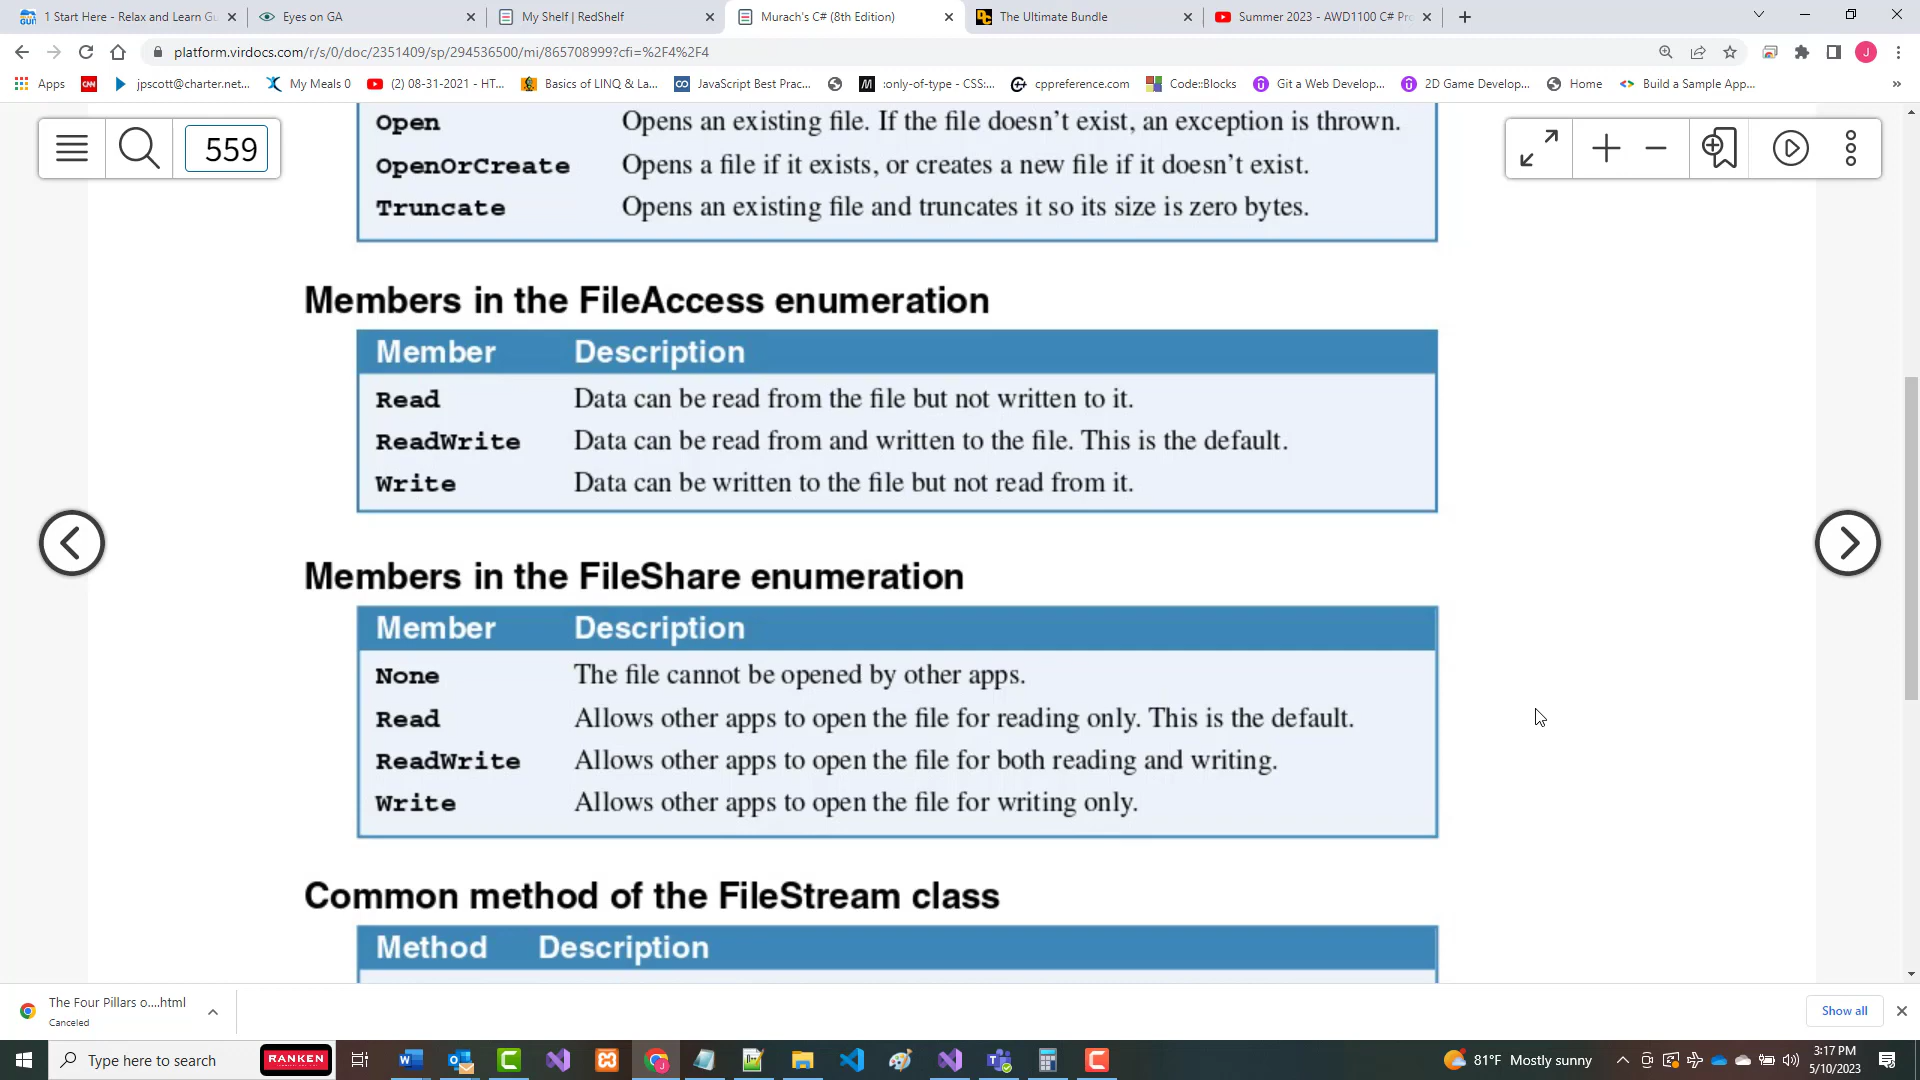 1 Start Here - Relax and Learn Gu
Eyes on GA
My Shelf | RedShelf
Murach's C# (8th Edition)
The Ultimate Bundle
Summer 2023 - AWD1100 C# Pro
platform.virdocs.com/r/s/0/doc/2351409/sp/294536500/mi/865708999?cfi=%2F4%2F4
Apps
CNN
jpscott@charter.net...
My Meals 0
(2) 08-31-2021 - HT...
Basics of LINQ & La...
JavaScript Best Prac...
:only-of-type - CSS:...
cppreference.com
Code::Blocks
Git a Web Develop...
2D Game Develop...
Home
Build a Sample App...
559
Open Opens an existing file. If the file doesn't exist, an exception is thrown.
OpenOrCreate Opens a file if it exists, or creates a new file if it doesn't exist.
Truncate Opens an existing file and truncates it so its size is zero bytes.
Members in the FileAccess enumeration
Member Description
Read Data can be read from the file but not written to it.
ReadWrite Data can be read from and written to the file. This is the default.
Write Data can be written to the file but not read from it.
Members in the FileShare enumeration
Member Description
None The file cannot be opened by other apps.
Read Allows other apps to open the file for reading only. This is the default.
ReadWrite Allows other apps to open the file for both reading and writing.
Write Allows other apps to open the file for writing only.
Common method of the FileStream class
Method Description
The Four Pillars o....html
Canceled
Show all
Type here to search
RANKEN
81°F Mostly sunny
3:17 PM
5/10/2023